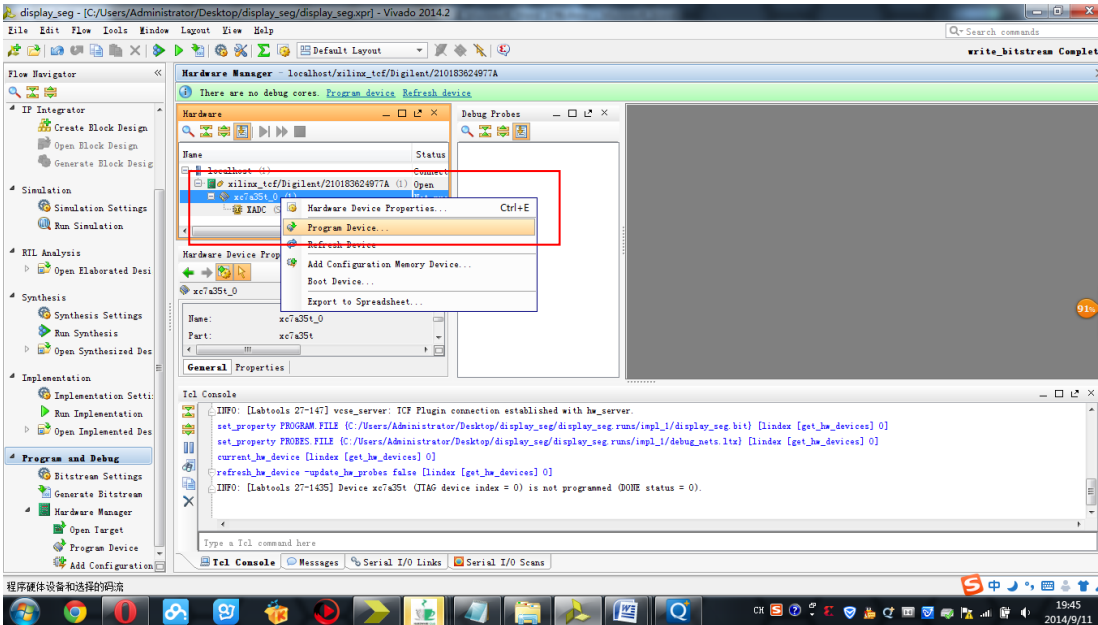 display_seg - [C:/Users/Administrator/Desktop/display_seg/display_seg.xpr] - Vivado 2014.2
File Edit Flow Tools Window Layout View Help
Search commands
Default Layout
write_bitstream Complet
Flow Navigator
Hardware Manager - localhost/xilinx_tcf/Digilent/210183624977A
There are no debug cores. Program device Refresh device
IP Integrator
Create Block Design
Open Block Design
Generate Block Desig
Simulation
Simulation Settings
Run Simulation
RTL Analysis
Open Elaborated Desi
Synthesis
Synthesis Settings
Run Synthesis
Open Synthesized Des
Implementation
Implementation Setti
Run Implementation
Open Implemented Des
Program and Debug
Bitstream Settings
Generate Bitstream
Hardware Manager
Open Target
Program Device
Add Configuration
Hardware
Name Status
localhost (1) Connect
xilinx_tcf/Digilent/210183624977A (1) Open
xc7a35t_0 (1)
XADC
Hardware Device Properties... Ctrl+E
Program Device...
Refresh Device
Add Configuration Memory Device...
Boot Device...
Export to Spreadsheet...
Debug Probes
Hardware Device Prop
xc7a35t_0
Name: xc7a35t_0
Part: xc7a35t
General Properties
91%
Tcl Console
INFO: [Labtools 27-147] vcse_server: TCF Plugin connection established with hw_server.
set_property PROGRAM.FILE {C:/Users/Administrator/Desktop/display_seg/display_seg.runs/impl_1/display_seg.bit} [lindex [get_hw_devices] 0]
set_property PROBES.FILE {C:/Users/Administrator/Desktop/display_seg/display_seg.runs/impl_1/debug_nets.ltx} [lindex [get_hw_devices] 0]
current_hw_device [lindex [get_hw_devices] 0]
refresh_hw_device -update_hw_probes false [lindex [get_hw_devices] 0]
INFO: [Labtools 27-1435] Device xc7a35t (JTAG device index = 0) is not programmed (DONE status = 0).
Type a Tcl command here
Tcl Console Messages Serial I/O Links Serial I/O Scans
程序硬体设备和选择的码流
中
CH
19:45
2014/9/11